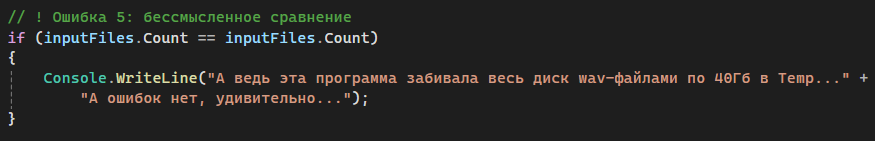 // ! Ошибка 5: бессмысленное сравнение
if (inputFiles.Count == inputFiles.Count)
{
    Console.WriteLine("А ведь эта программа забивала весь диск wav-файлами по 40Гб в Temp..." +
        "А ошибок нет, удивительно...");
}